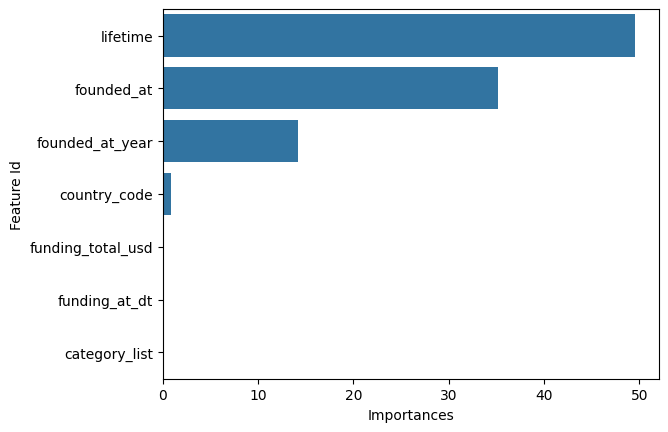 Feature Id
lifetime
founded_at
founded_at_year
country_code
funding_total_usd
funding_at_dt
category_list
0 10 20 30 40 50
Importances